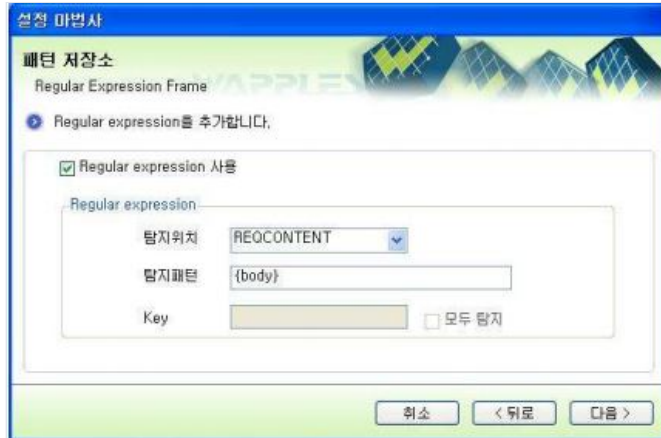 설정 마법사
패턴 저장소
Regular Expression Frame
WAPPLES
Regular expression을 추가합니다.
Regular expression 사용
Regular expression
탐지위치 REQCONTENT
탐지패턴 {body}
Key 모두 탐지
취소 < 뒤로 다음 >